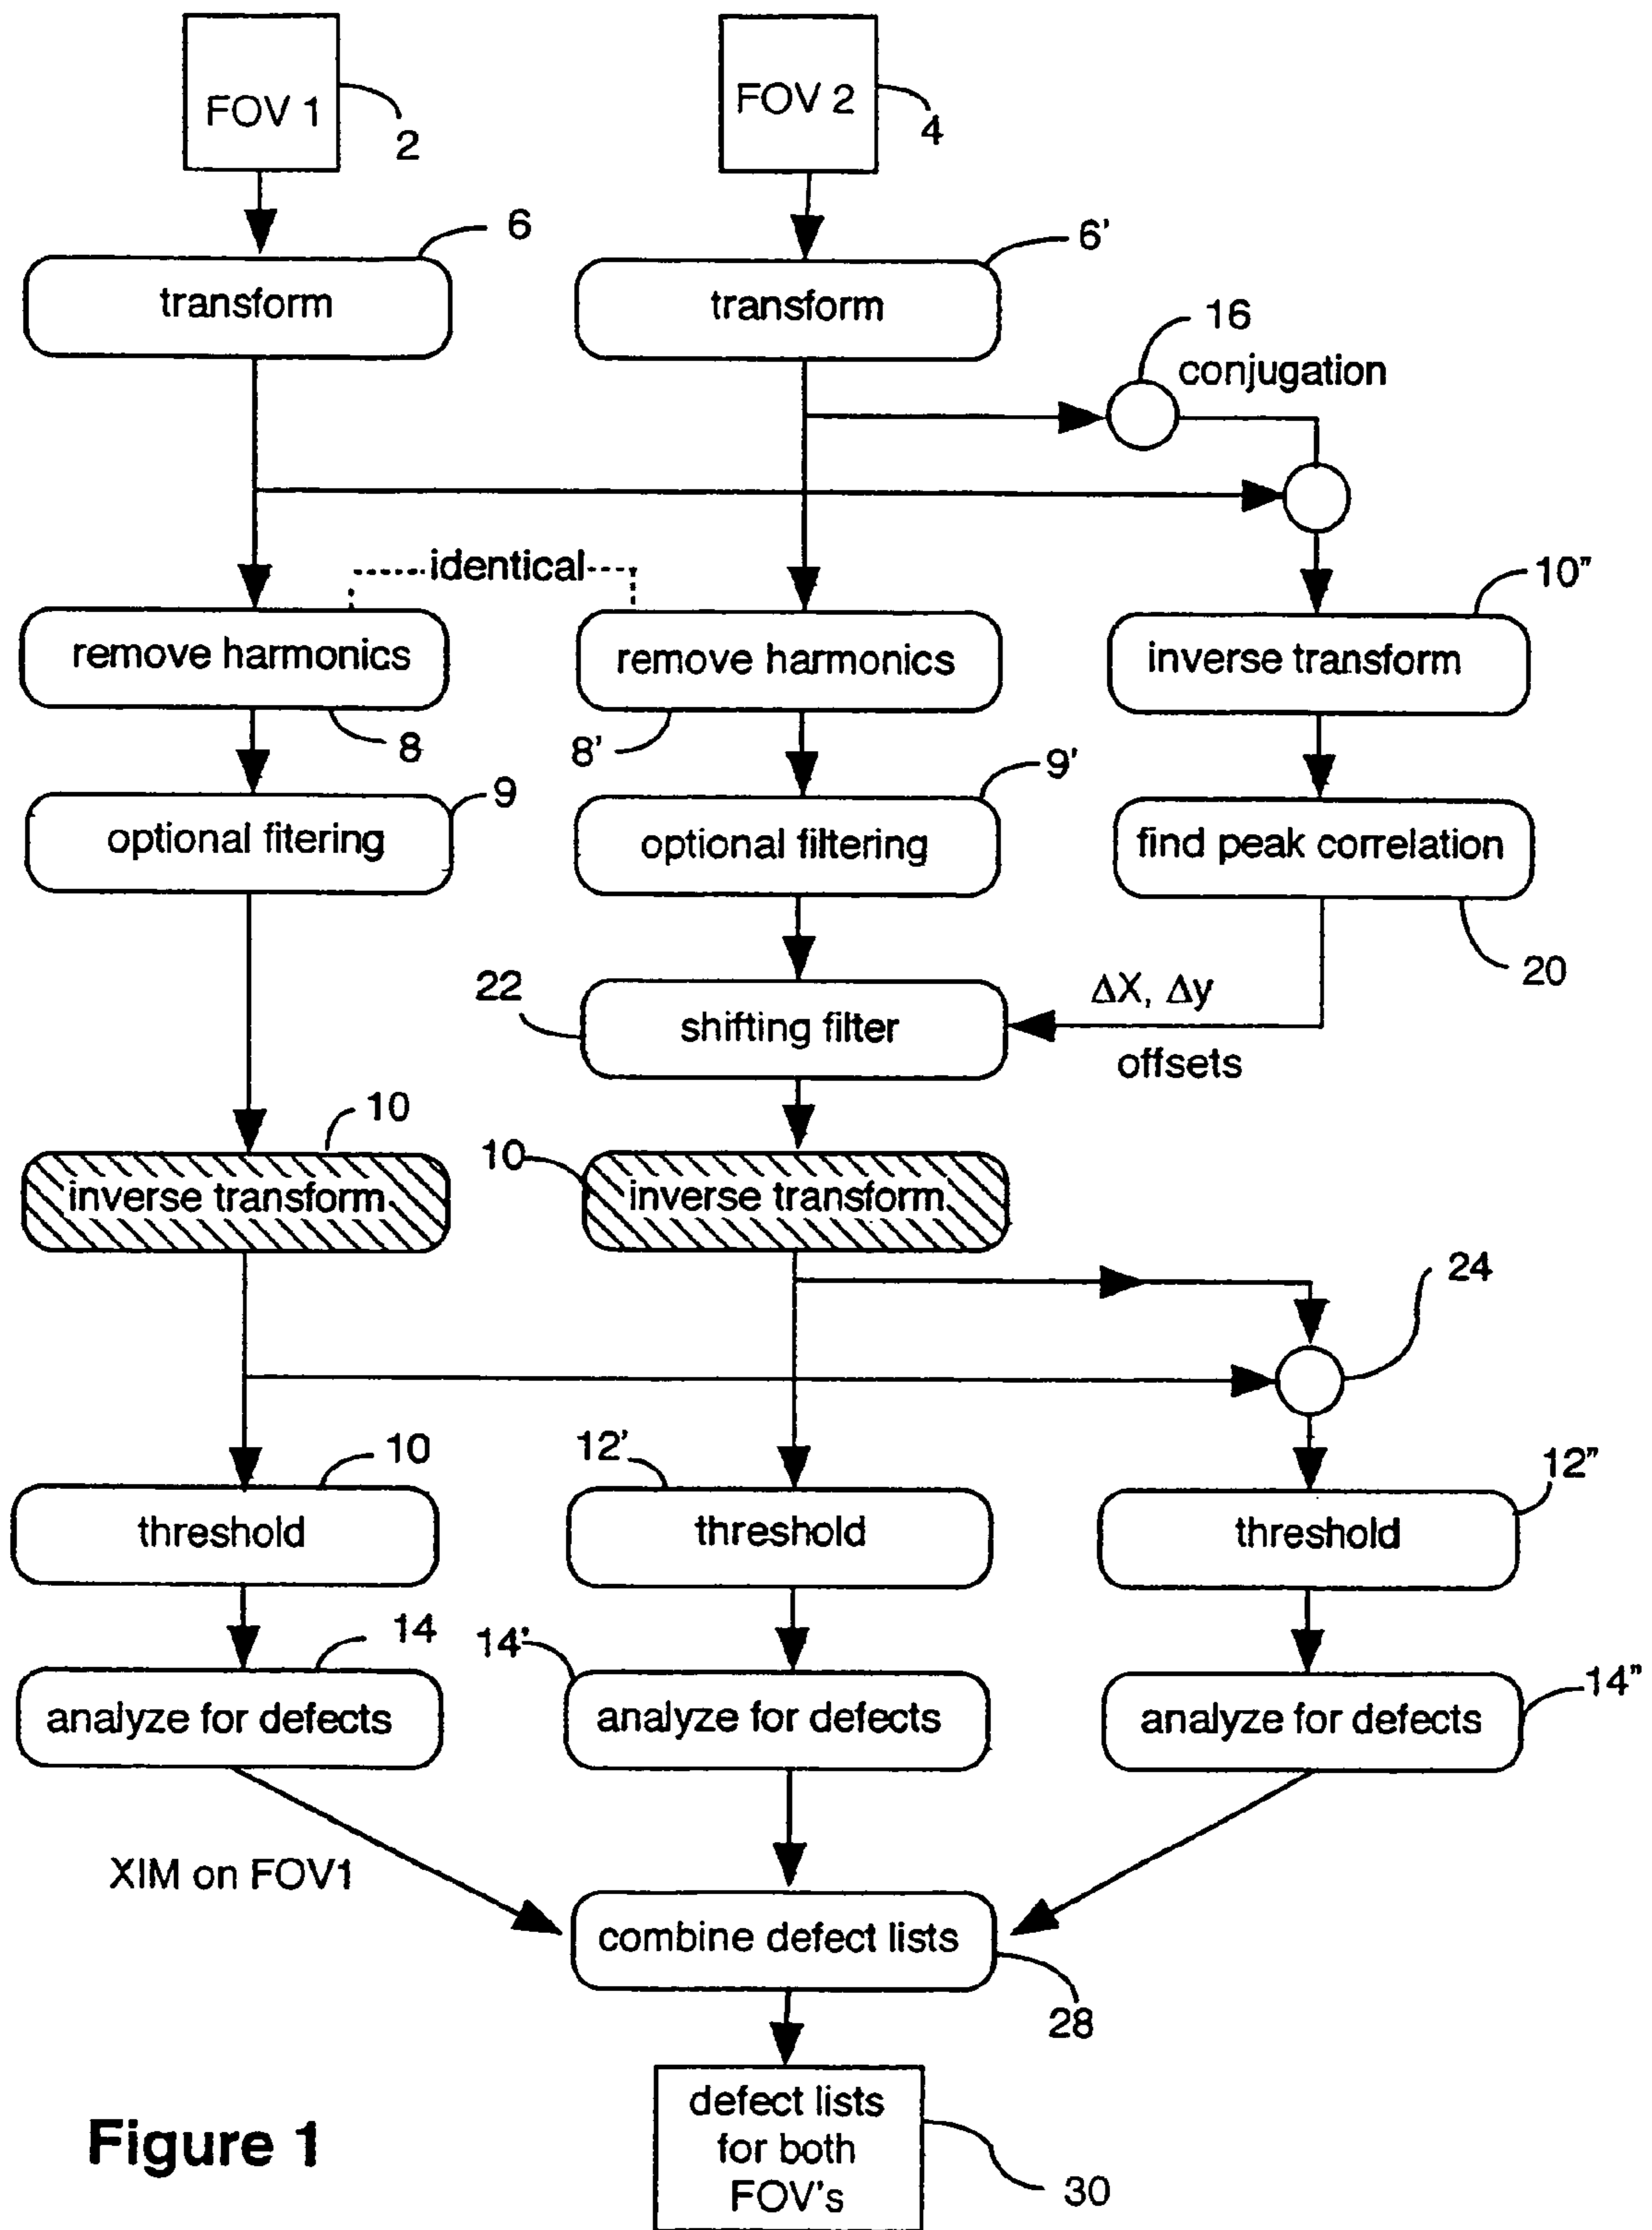 FOV 1
2
FOV 2
4
6
transform
6'
transform
16
conjugation
identical
10"
remove harmonics
remove harmonics
inverse transform
8
8'
9
9'
optional fitering
optional filtering
find peak correlation
20
22
shifting filter
ΔX, Δy
offsets
10
10
inverse transform
inverse transform
24
10
12'
12"
threshold
threshold
threshold
14
14'
14"
analyze for defects
analyze for defects
analyze for defects
XIM on FOV1
combine defect lists
28
defect lists
for both
FOV's
30
Figure 1